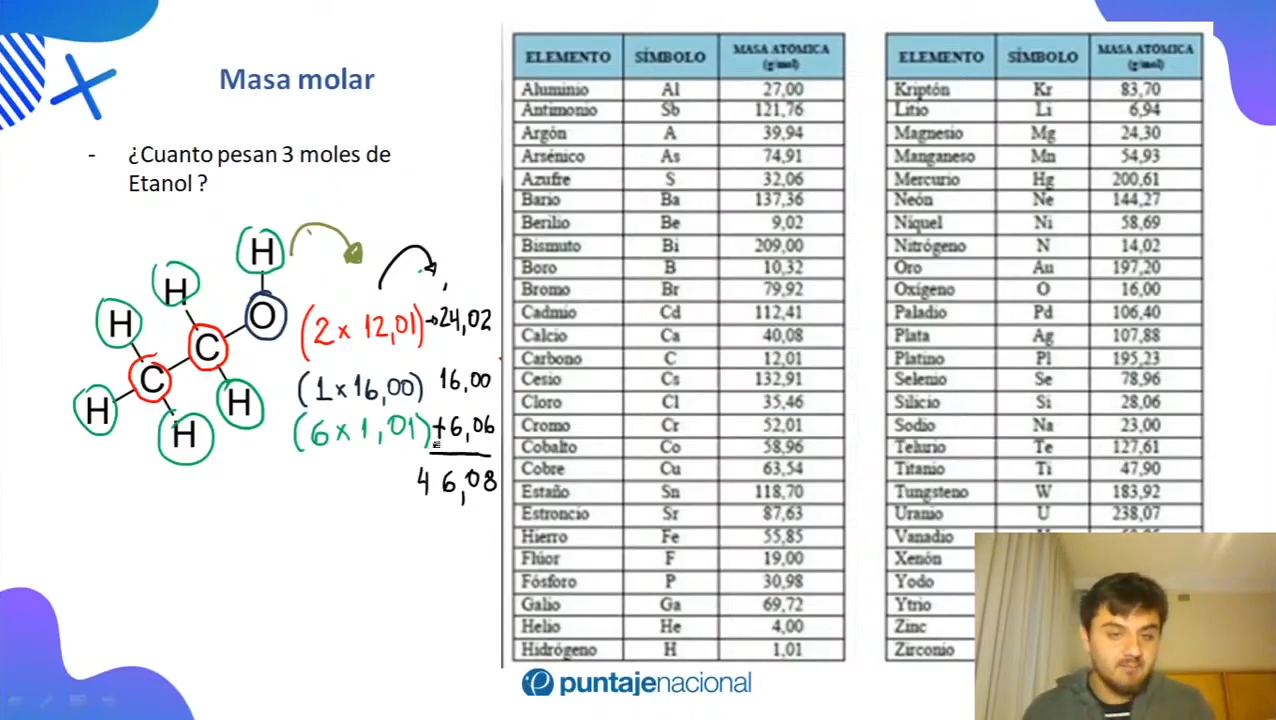 Masa molar
- ¿Cuanto pesan 3 moles de
Etanol ?
H
H
H
O
C
C
H
H
H
(2 x 12,01) → 24,02
(1 x 16,00) 16,00
(6 x 1,01) + 6,06
46,08
ELEMENTO SÍMBOLO MASA ATÓMICA (g/mol)
Aluminio Al 27,00
Antimonio Sb 121,76
Argón A 39,94
Arsénico As 74,91
Azufre S 32,06
Bario Ba 137,36
Berilio Be 9,02
Bismuto Bi 209,00
Boro B 10,32
Bromo Br 79,92
Cadmio Cd 112,41
Calcio Ca 40,08
Carbono C 12,01
Cesio Cs 132,91
Cloro Cl 35,46
Cromo Cr 52,01
Cobalto Co 58,96
Cobre Cu 63,54
Estaño Sn 118,70
Estroncio Sr 87,63
Hierro Fe 55,85
Flúor F 19,00
Fósforo P 30,98
Galio Ga 69,72
Helio He 4,00
Hidrógeno H 1,01
ELEMENTO SÍMBOLO MASA ATÓMICA (g/mol)
Kriptón Kr 83,70
Litio Li 6,94
Magnesio Mg 24,30
Manganeso Mn 54,93
Mercurio Hg 200,61
Neón Ne 144,27
Níquel Ni 58,69
Nitrógeno N 14,02
Oro Au 197,20
Oxígeno O 16,00
Paladio Pd 106,40
Plata Ag 107,88
Platino Pl 195,23
Selenio Se 78,96
Silicio Si 28,06
Sodio Na 23,00
Telurio Te 127,61
Titanio Ti 47,90
Tungsteno W 183,92
Uranio U 238,07
Vanadio
Xenón
Yodo
Ytrio
Zinc
Zirconio
puntajenacional